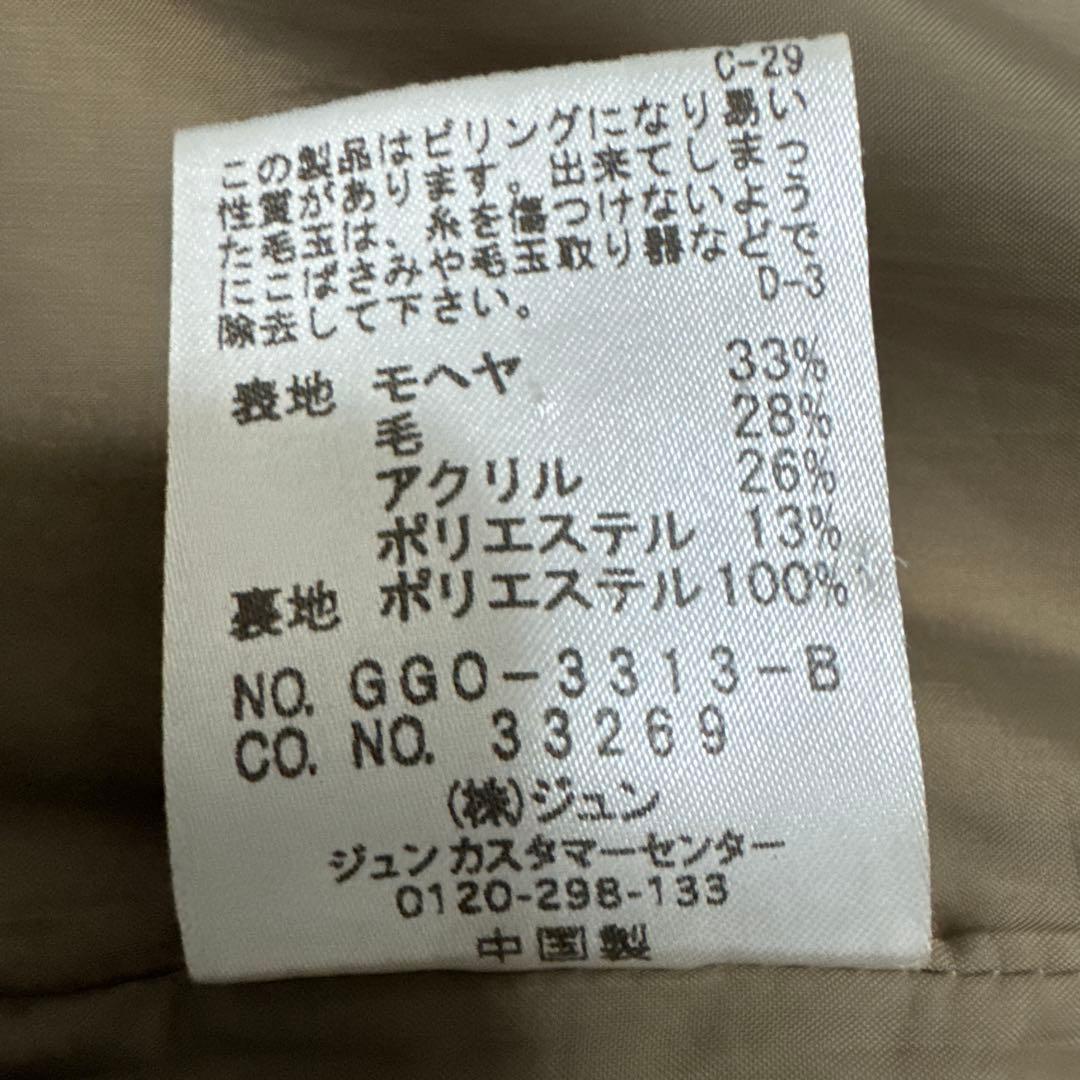 C-29
この製品はピリングになり易い
性質があります。出来てしまっ
た毛玉は、糸を傷つけないよう
にこばさみや毛玉取り器などで
除去して下さい。
D-3
表地 モヘヤ 33%
毛 28%
アクリル 26%
ポリエステル 13%
裏地 ポリエステル 100%
NO. GGO-3313-B
CO. NO. 33269
(株)ジュン
ジュンカスタマーセンター
0120-298-133
中国製